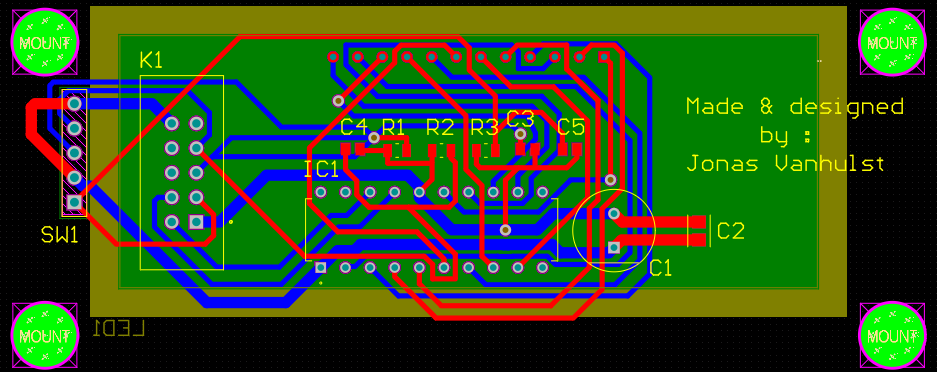 MOUNT
MOUNT
K1
Made & designed
by :
Jonas Vanhulst
C4 R1 R2 R3 C3 C5
IC1
SW1
C2
C1
MOUNT
LED1
MOUNT